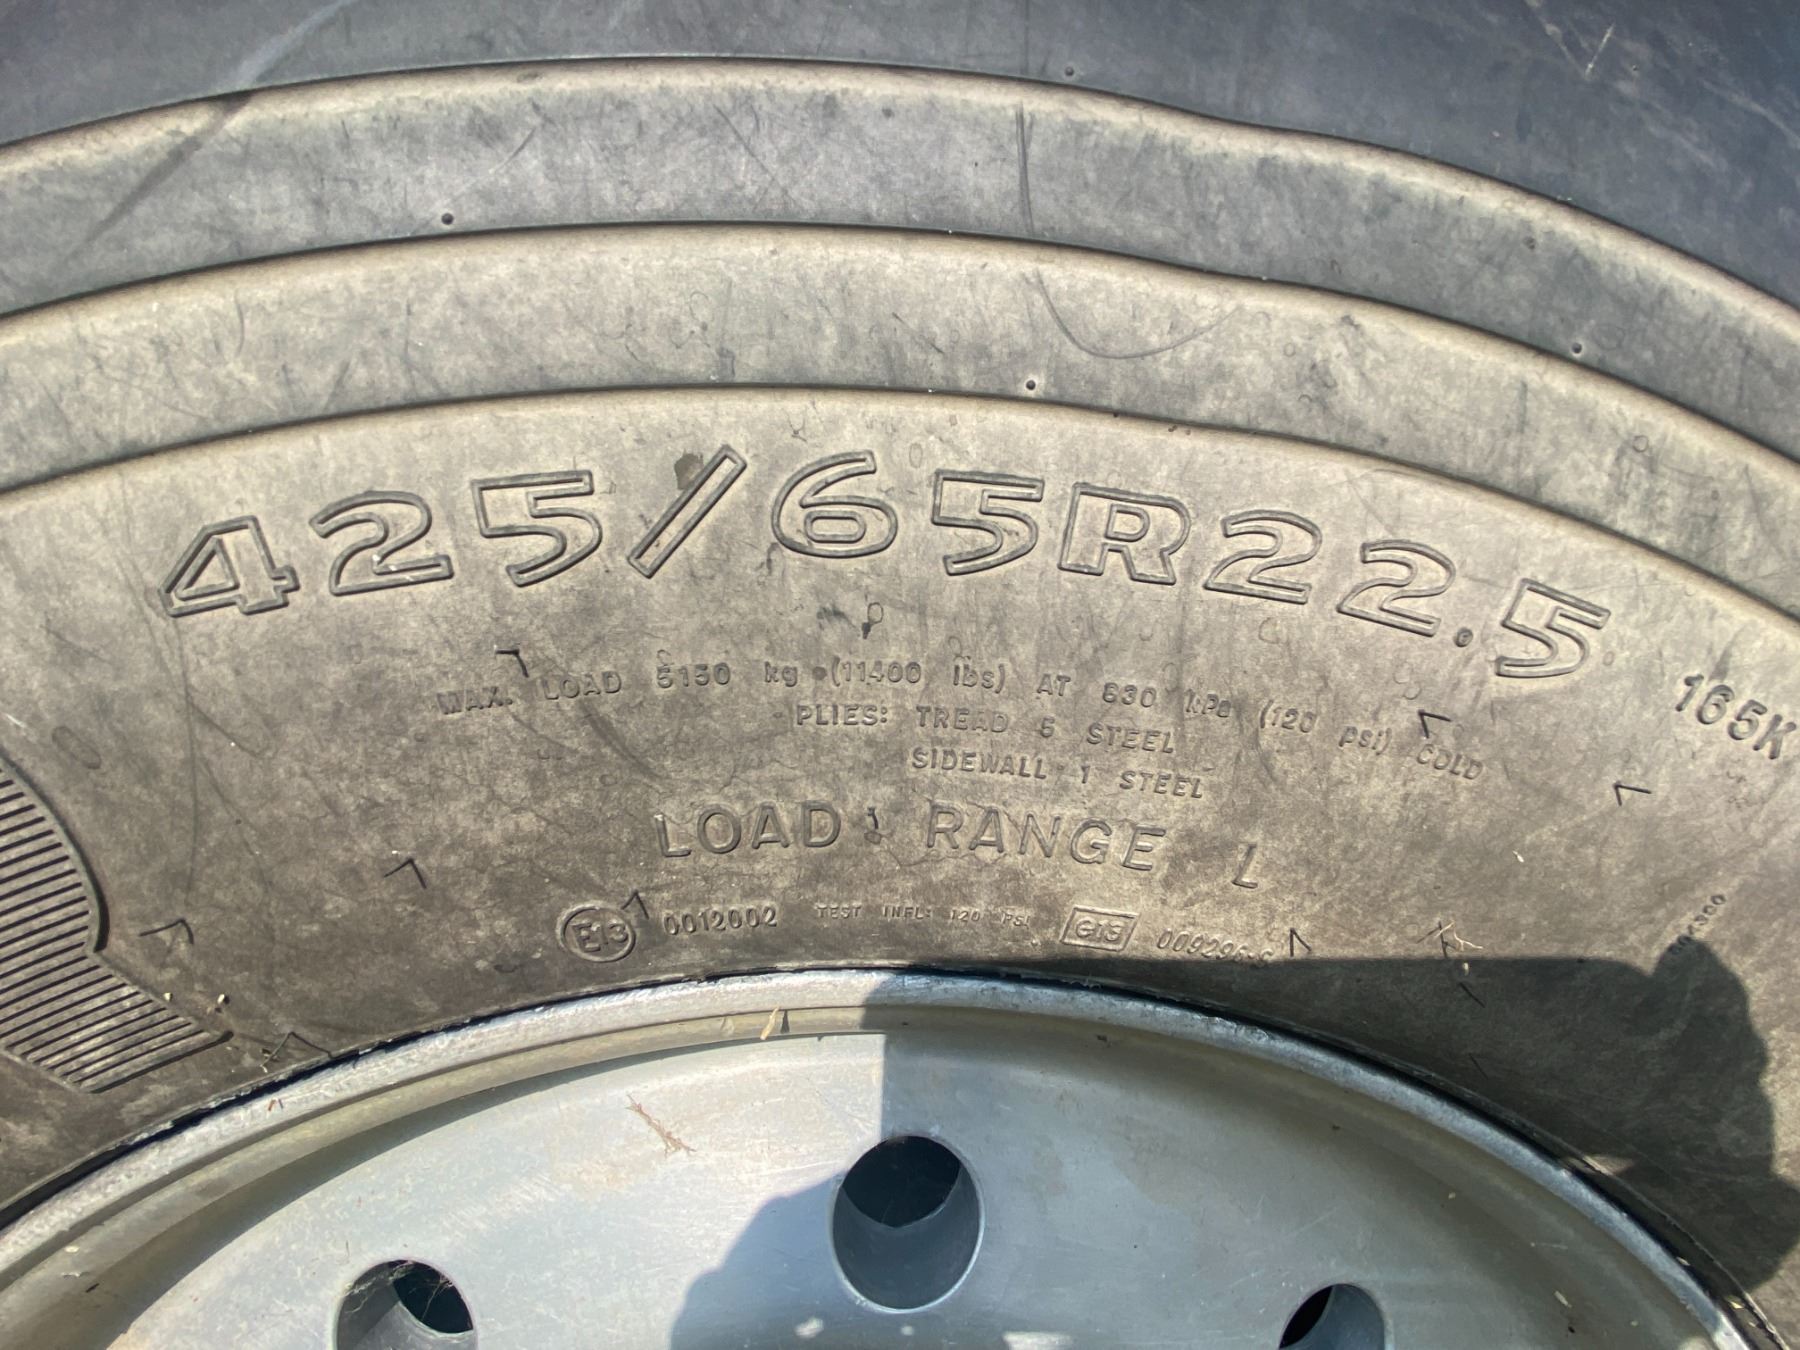 425/65R22.5
165K
MAX. LOAD 5150 kg (11400 lbs) AT 830 kPa (120 psi) COLD
PLIES: TREAD 5 STEEL
SIDEWALL 1 STEEL
LOAD RANGE L
E13 0012002 TEST INFL: 120 PSI e13 009296-S